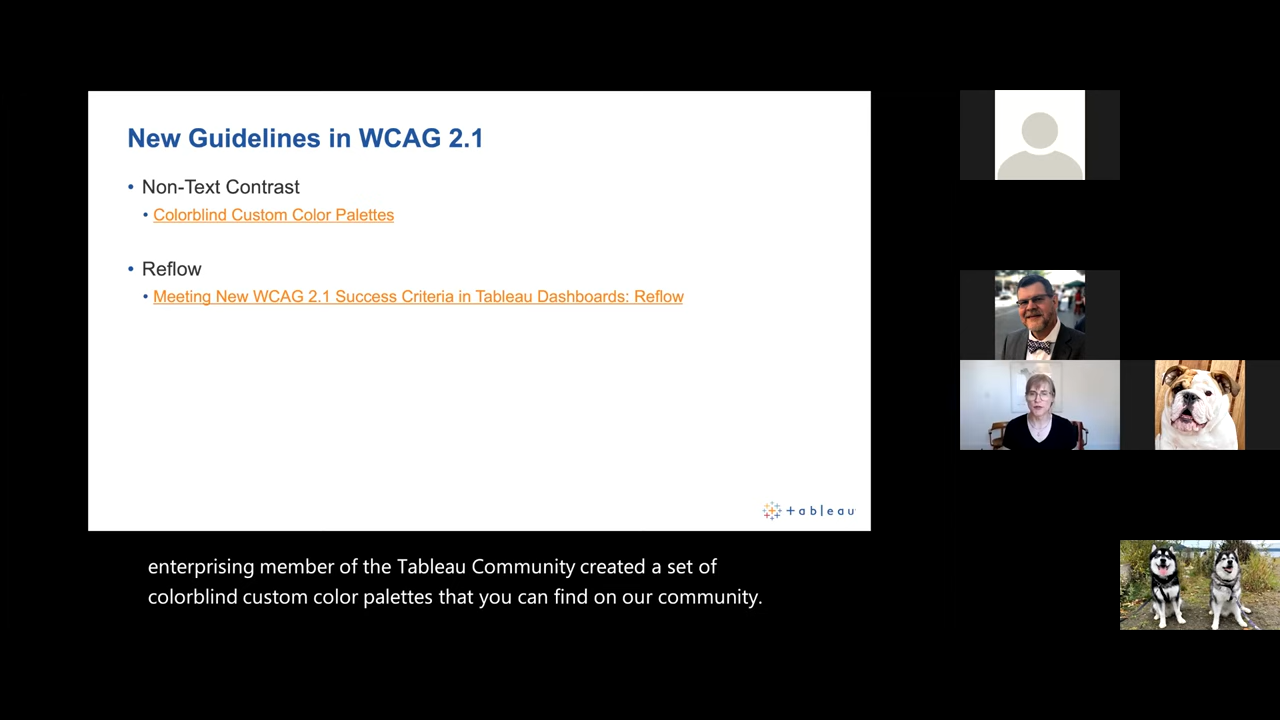 New Guidelines in WCAG 2.1
• Non-Text Contrast
• Colorblind Custom Color Palettes
• Reflow
• Meeting New WCAG 2.1 Success Criteria in Tableau Dashboards: Reflow
+ableau
enterprising member of the Tableau Community created a set of
colorblind custom color palettes that you can find on our community.